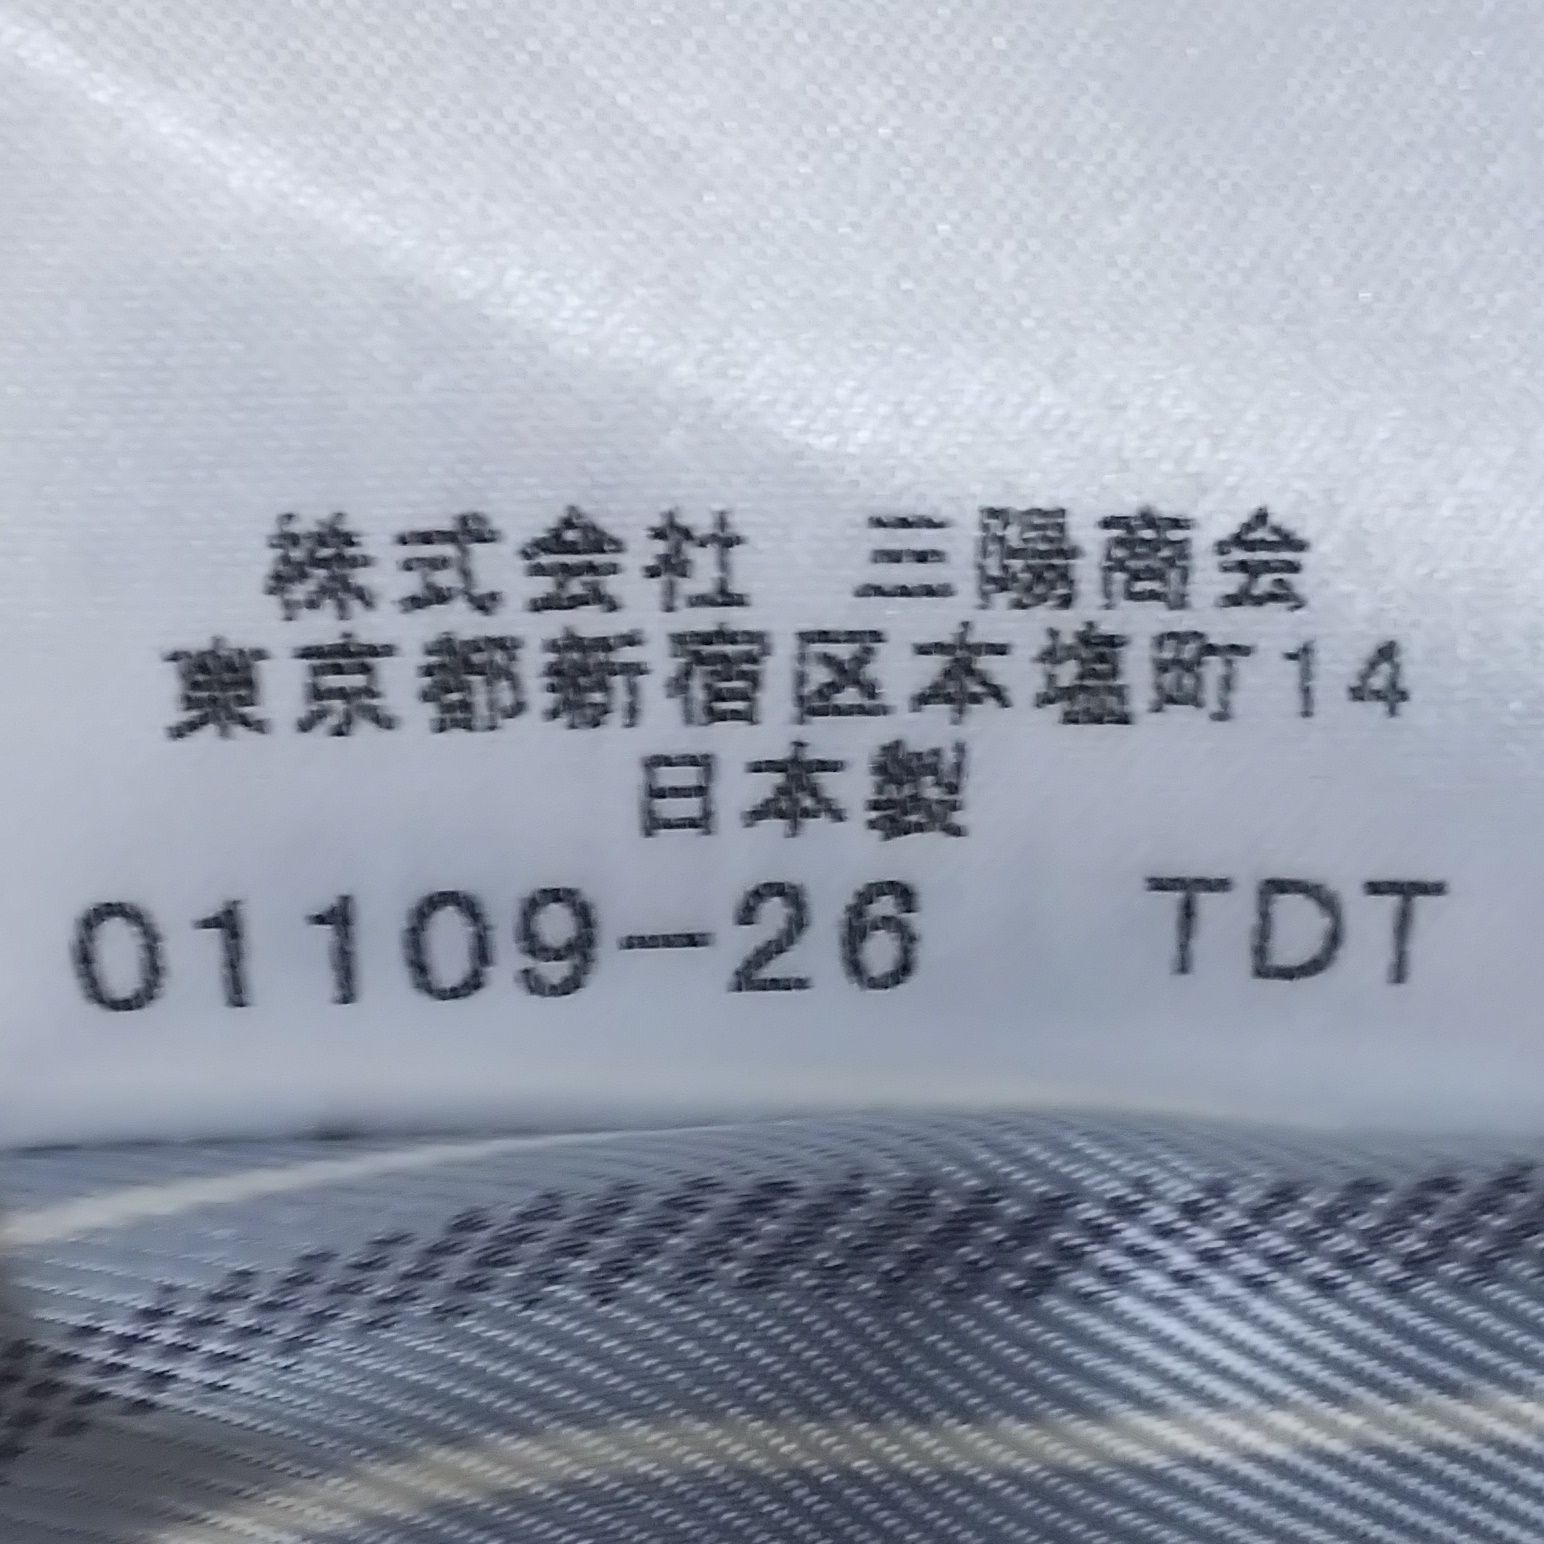 株式会社 三陽商会
東京都新宿区本塩町14
日本製
01109-26 TDT